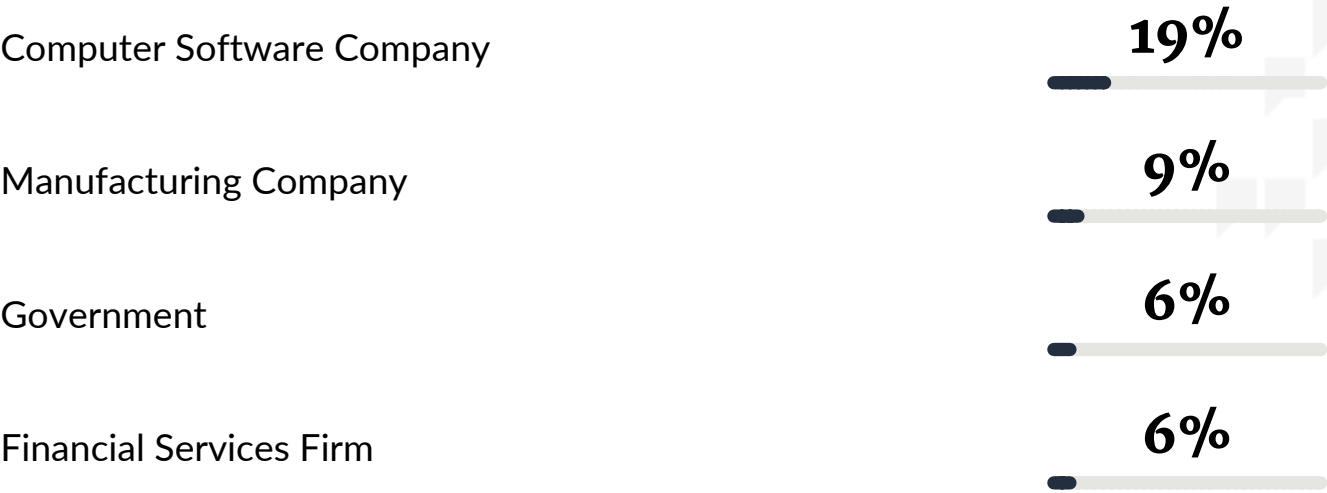 Computer Software Company 19%
Manufacturing Company 9%
Government 6%
Financial Services Firm 6%